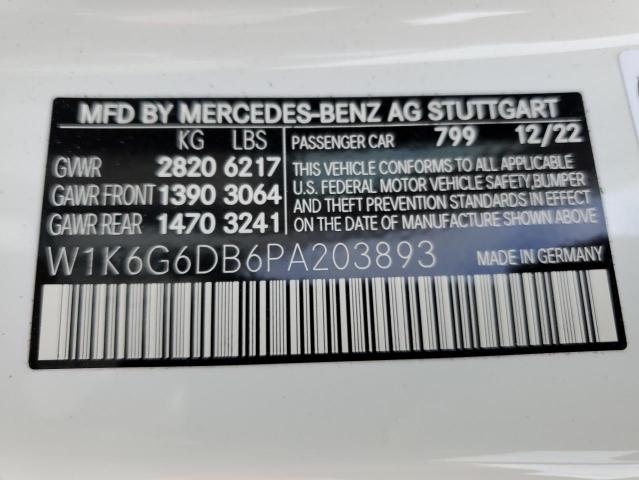 MFD BY MERCEDES-BENZ AG STUTTGART
KG LBS
GVWR 2820 6217
GAWR FRONT 1390 3064
GAWR REAR 1470 3241
PASSENGER CAR 799 12/22
THIS VEHICLE CONFORMS TO ALL APPLICABLE
U.S. FEDERAL MOTOR VEHICLE SAFETY, BUMPER
AND THEFT PREVENTION STANDARDS IN EFFECT
ON THE DATE OF MANUFACTURE SHOWN ABOVE.
W1K6G6DB6PA203893 MADE IN GERMANY